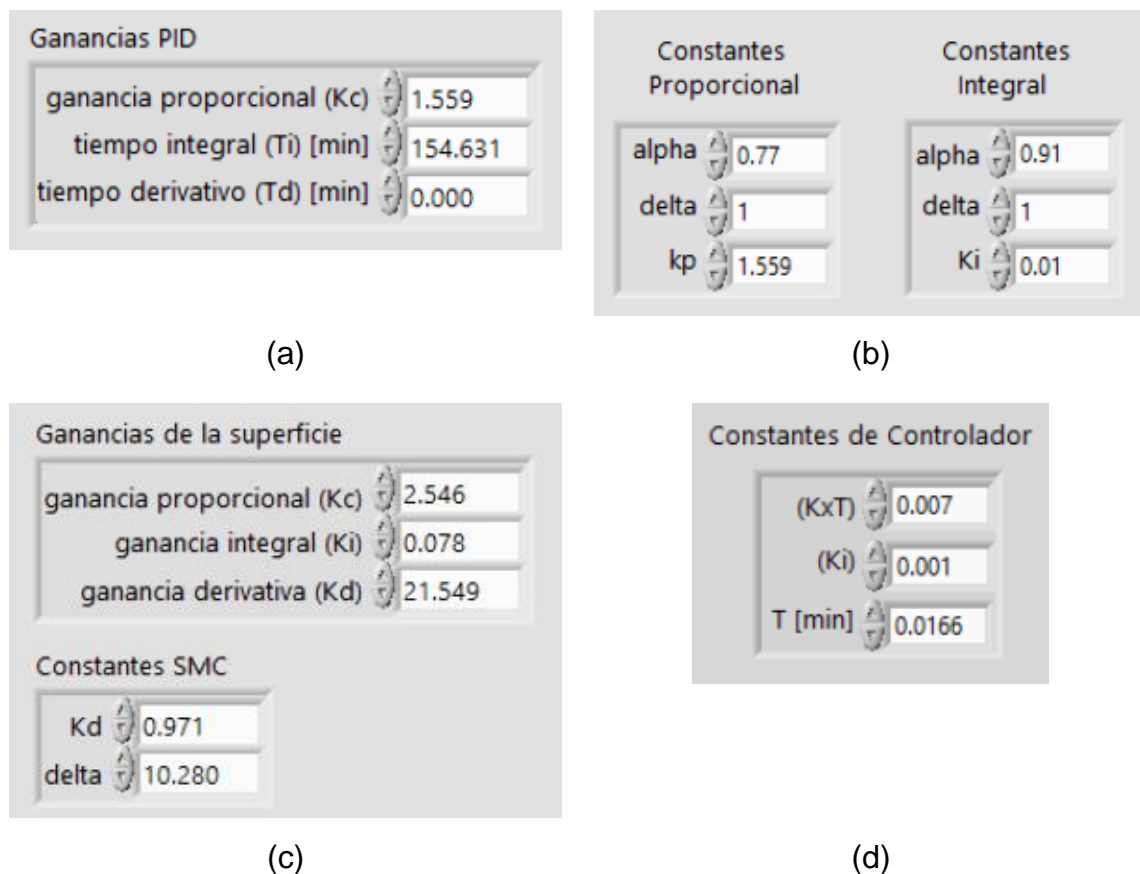 Ganancias PID
ganancia proporcional (Kc) 1.559
tiempo integral (Ti) [min] 154.631
tiempo derivativo (Td) [min] 0.000
(a)
Constantes
Proporcional
alpha 0.77
delta 1
kp 1.559
Constantes
Integral
alpha 0.91
delta 1
Ki 0.01
(b)
Ganancias de la superficie
ganancia proporcional (Kc) 2.546
ganancia integral (Ki) 0.078
ganancia derivativa (Kd) 21.549
Constantes SMC
Kd 0.971
delta 10.280
(c)
Constantes de Controlador
(KxT) 0.007
(Ki) 0.001
T [min] 0.0166
(d)